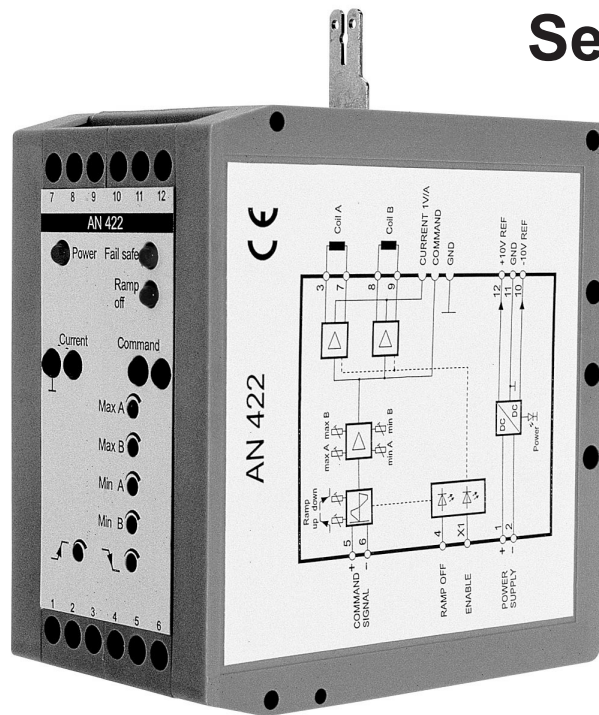 Se
7 8 9 10 11 12
AN 422
Power Fail safe
Ramp
off
Current Command
Max A
Max B
Min A
Min B
1 2 3 4 5 6
CE
AN 422
Coil A
Coil B
CURRENT 1V/A
COMMAND
GND
+10V REF
GND
-10V REF
3 7 8 9 12 11 10
max A max B
min A min B
Ramp
up down
DC
DC
Power
5 6 4 X1 1 2
+ - + -
COMMAND
SIGNAL
RAMP OFF
ENABLE
POWER
SUPPLY